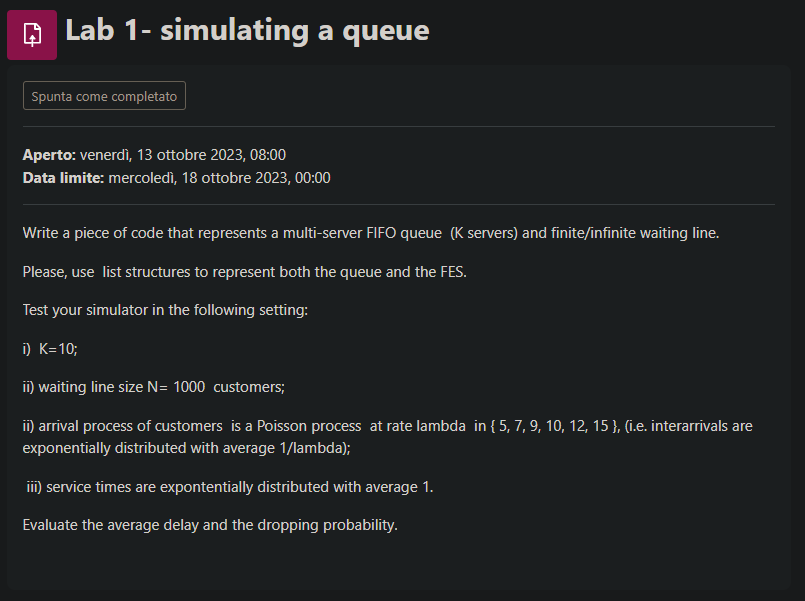 Lab 1- simulating a queue
Spunta come completato
Aperto: venerdì, 13 ottobre 2023, 08:00
Data limite: mercoledì, 18 ottobre 2023, 00:00
Write a piece of code that represents a multi-server FIFO queue  (K servers) and finite/infinite waiting line.
Please, use  list structures to represent both the queue and the FES.
Test your simulator in the following setting:
i)  K=10;
ii) waiting line size N= 1000  customers;
ii) arrival process of customers  is a Poisson process  at rate lambda  in { 5, 7, 9, 10, 12, 15 }, (i.e. interarrivals are
exponentially distributed with average 1/lambda);
iii) service times are expontentially distributed with average 1.
Evaluate the average delay and the dropping probability.